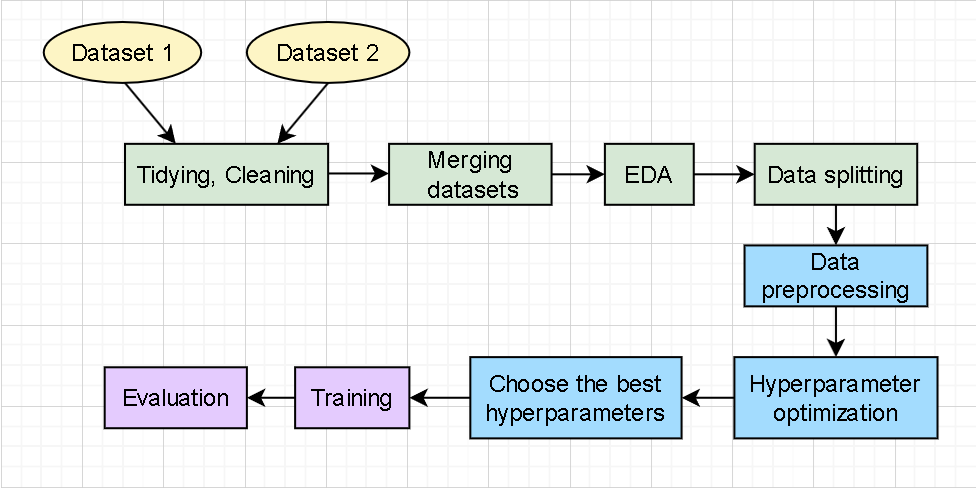 Dataset 1
Dataset 2
Tidying, Cleaning
Merging
datasets
EDA
Data splitting
Data
preprocessing
Hyperparameter
optimization
Choose the best
hyperparameters
Training
Evaluation